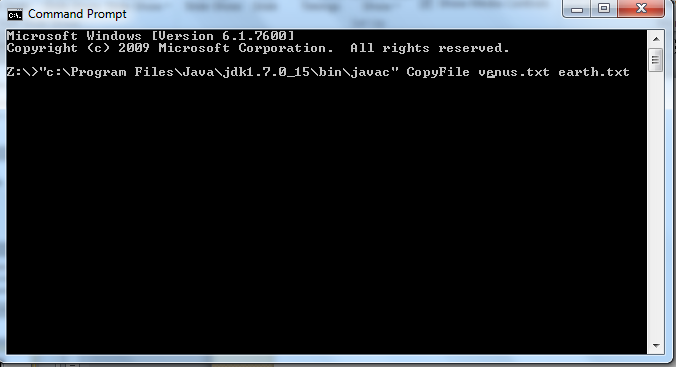 Command Prompt
Microsoft Windows [Version 6.1.7600]
Copyright (c) 2009 Microsoft Corporation.  All rights reserved.
Z:\>"c:\Program Files\Java\jdk1.7.0_15\bin\javac" CopyFile venus.txt earth.txt